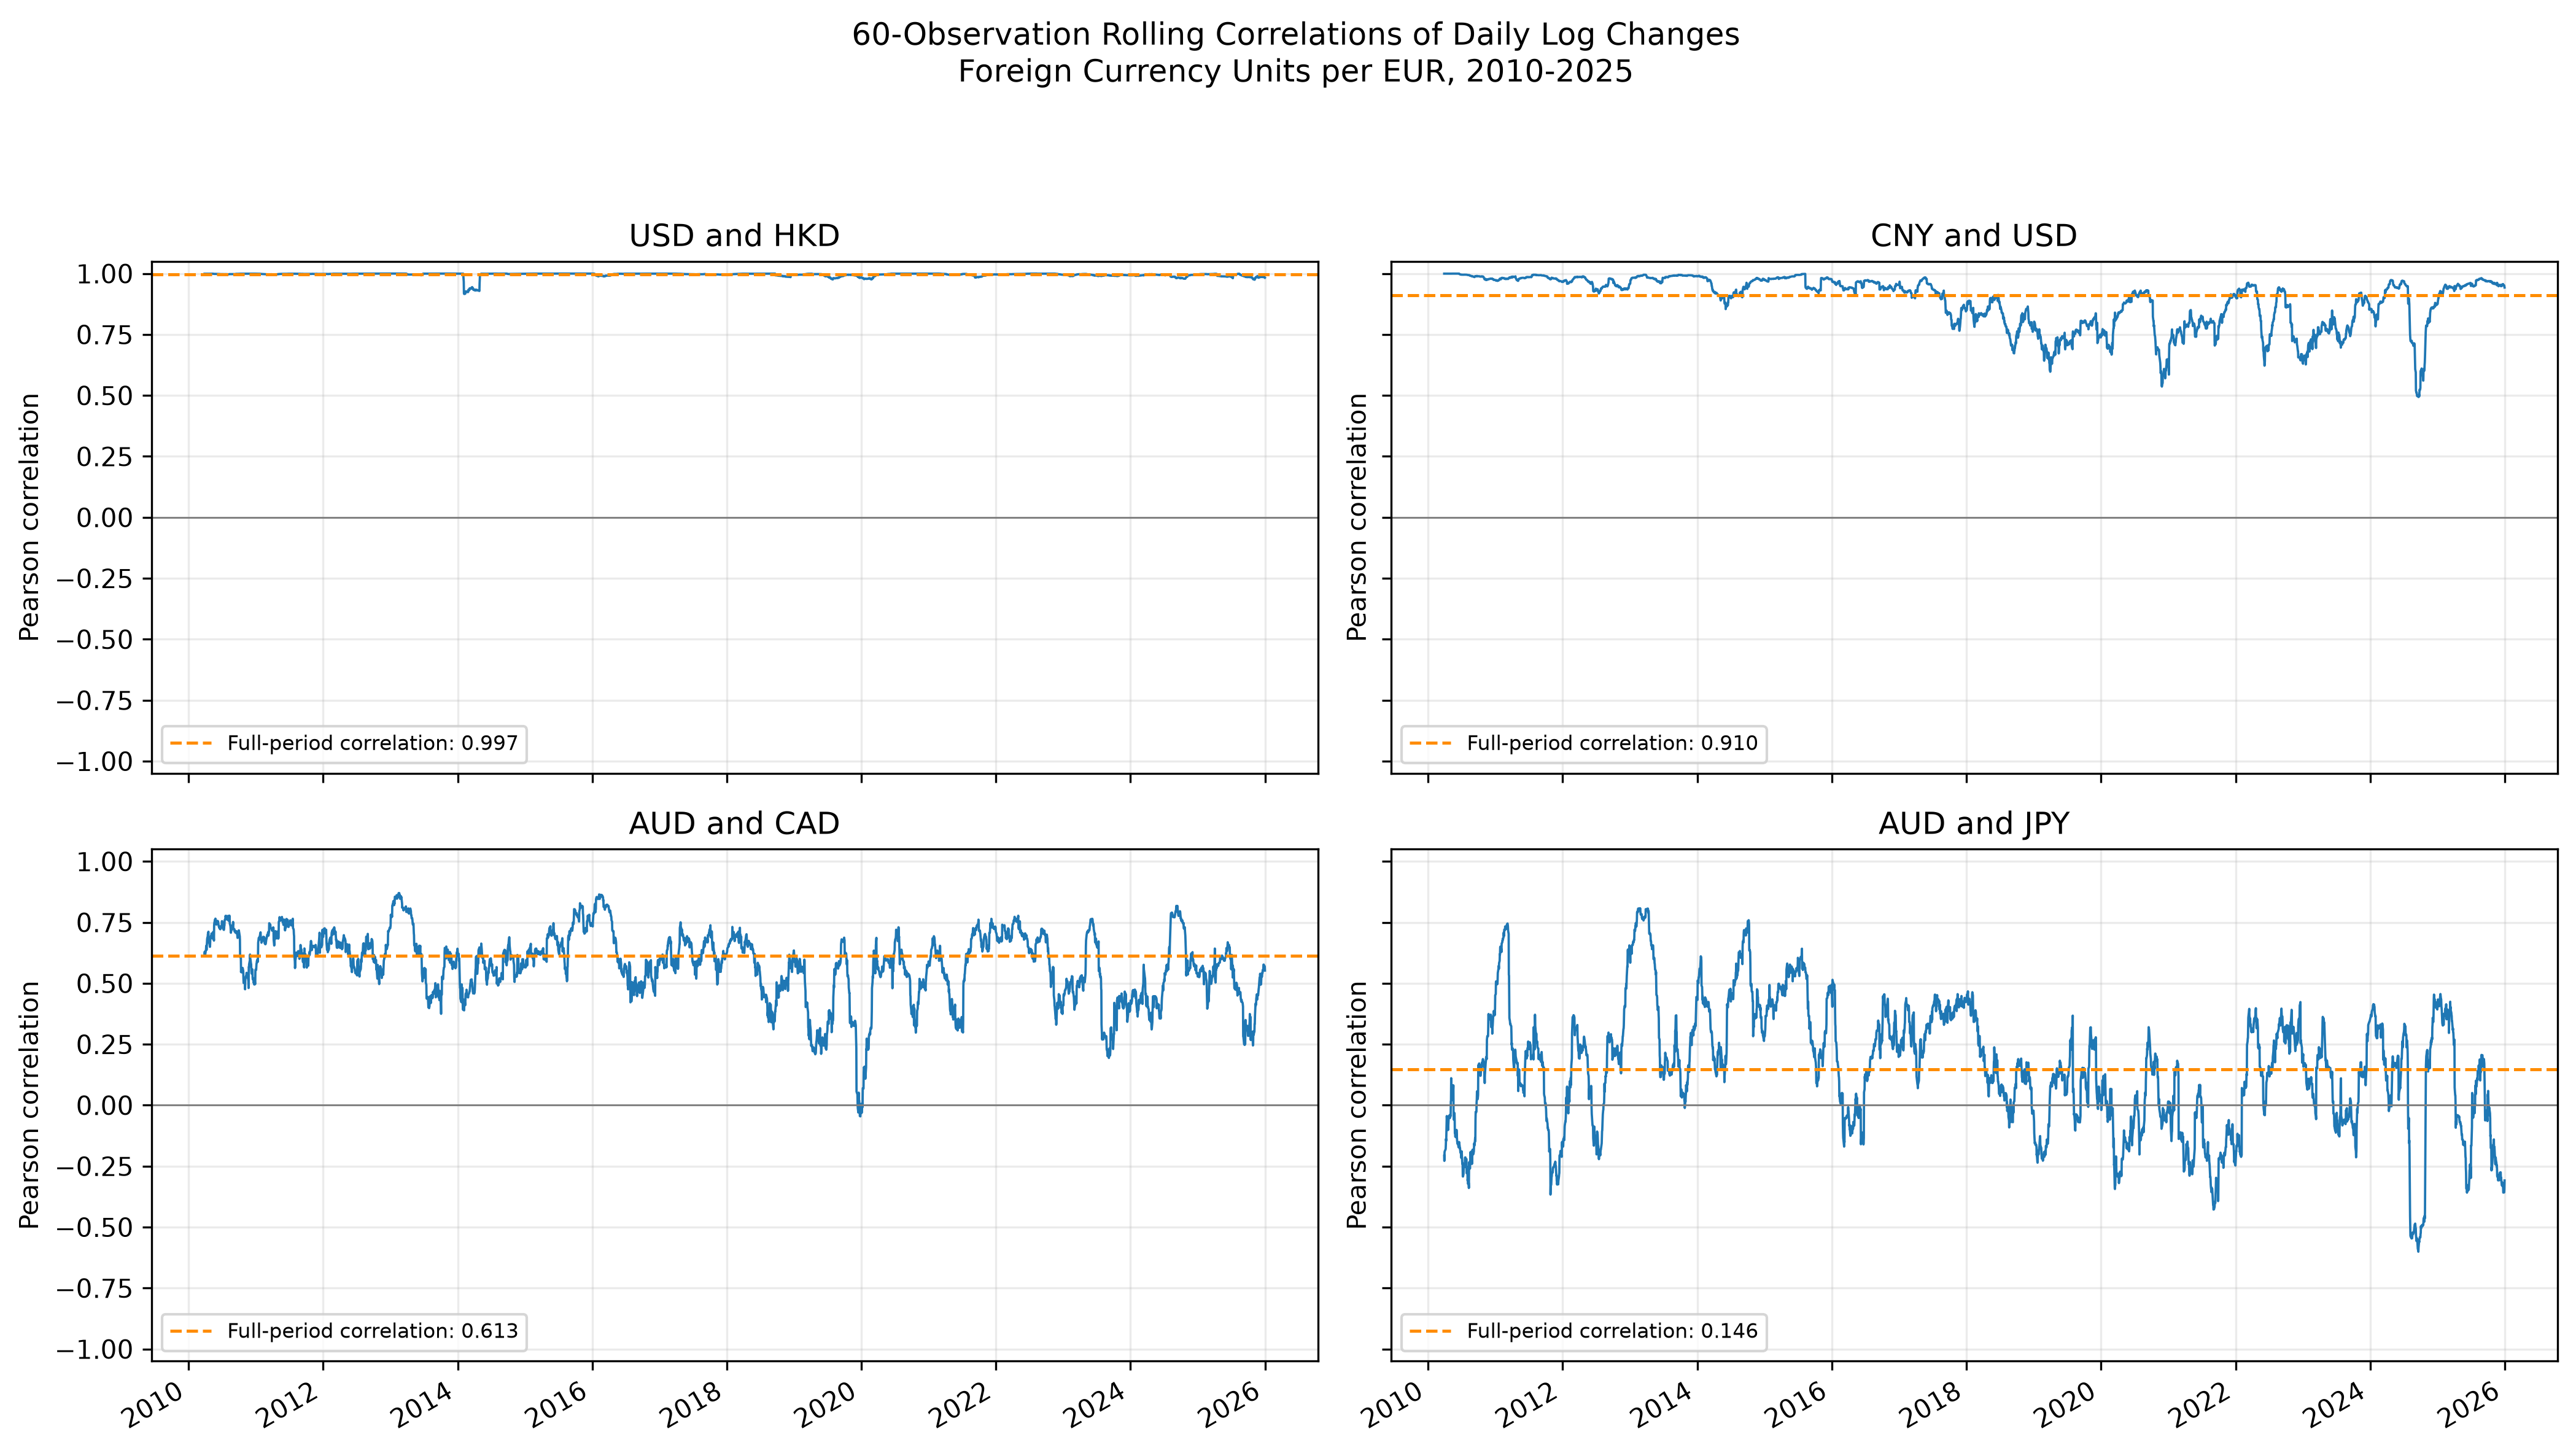 60-Observation Rolling Correlations of Daily Log Changes
Foreign Currency Units per EUR, 2010-2025
USD and HKD
Pearson correlation
1.00
0.75
0.50
0.25
0.00
−0.25
−0.50
−0.75
−1.00
Full-period correlation: 0.997
CNY and USD
Pearson correlation
Full-period correlation: 0.910
AUD and CAD
Pearson correlation
1.00
0.75
0.50
0.25
0.00
−0.25
−0.50
−0.75
−1.00
Full-period correlation: 0.613
2010
2012
2014
2016
2018
2020
2022
2024
2026
AUD and JPY
Pearson correlation
Full-period correlation: 0.146
2010
2012
2014
2016
2018
2020
2022
2024
2026